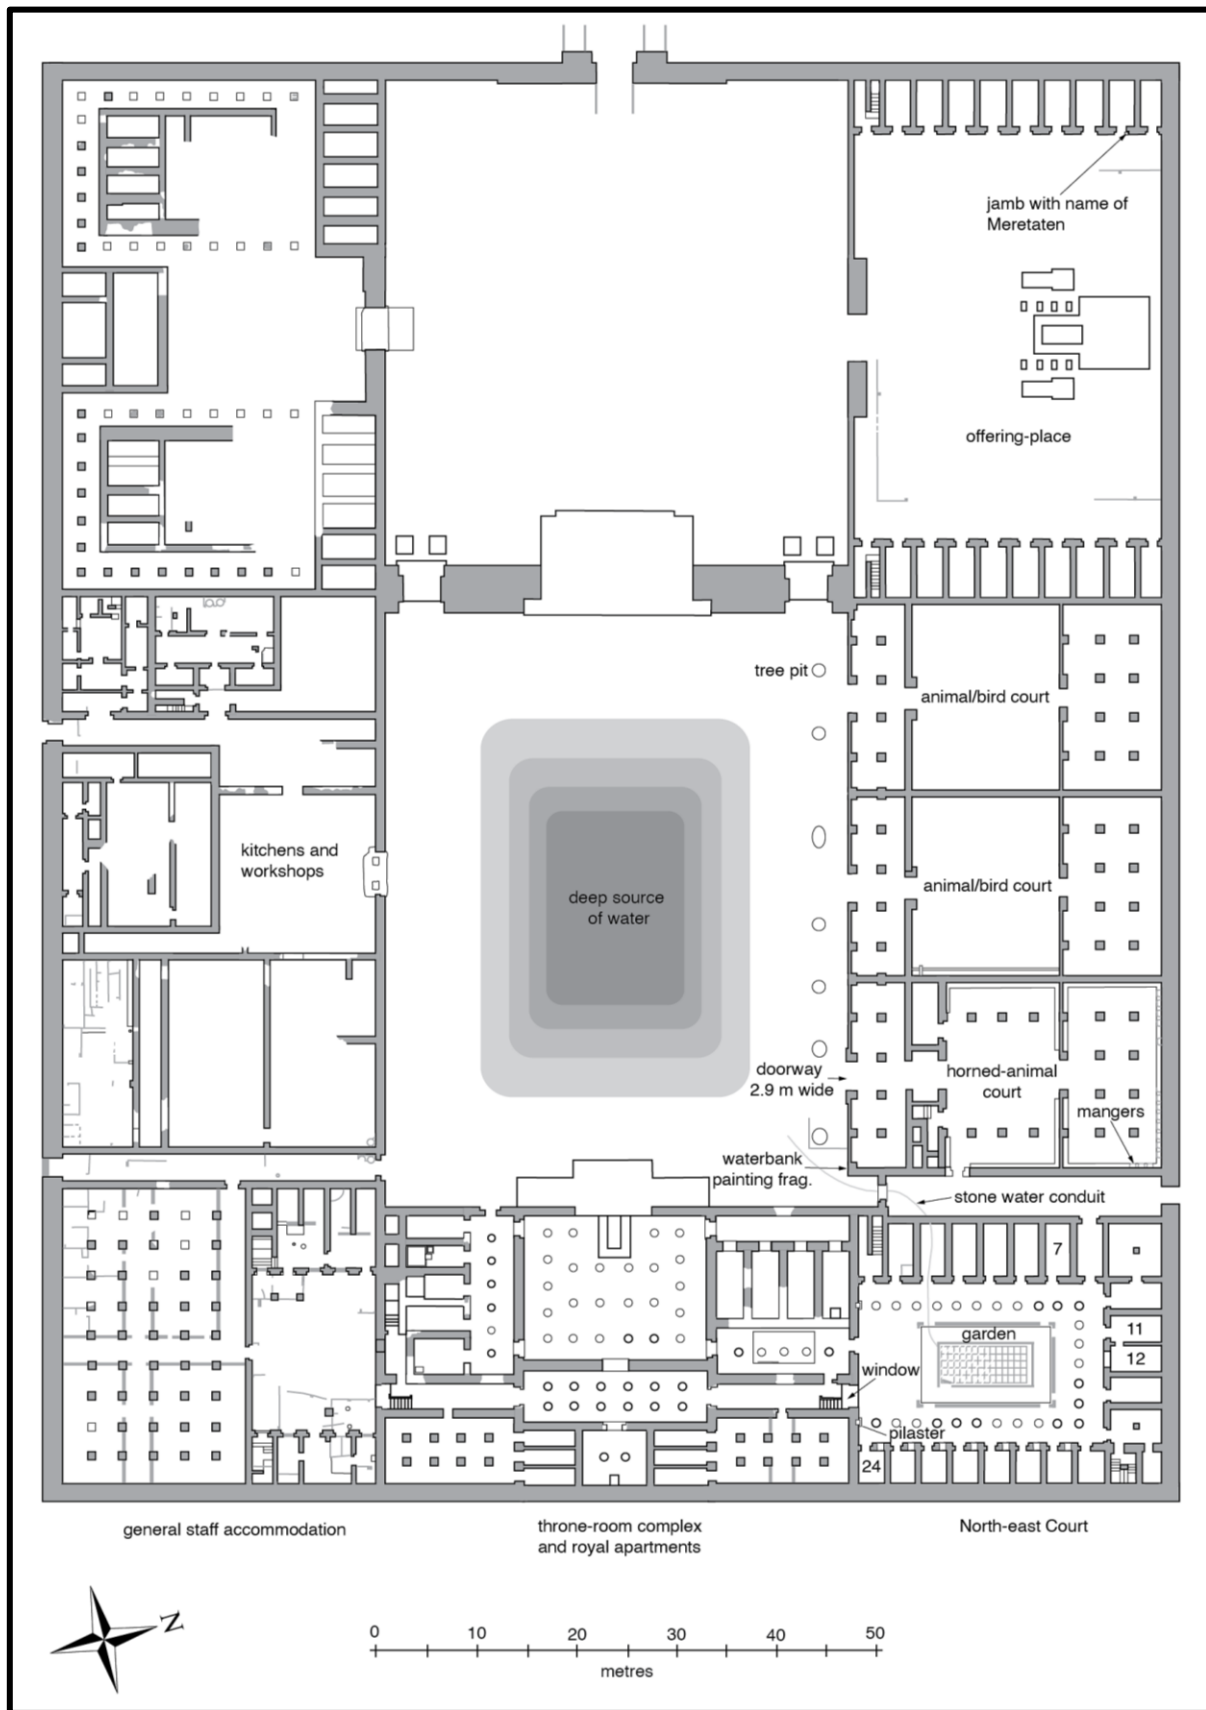 jamb with name of
Meretaten
offering-place
tree pit
animal/bird court
kitchens and
workshops
animal/bird court
deep source
of water
doorway
2.9 m wide
horned-animal
court
mangers
waterbank
painting frag.
stone water conduit
7
garden
11
12
window
pilaster
24
general staff accommodation
throne-room complex
and royal apartments
North-east Court
N
0 10 20 30 40 50
metres